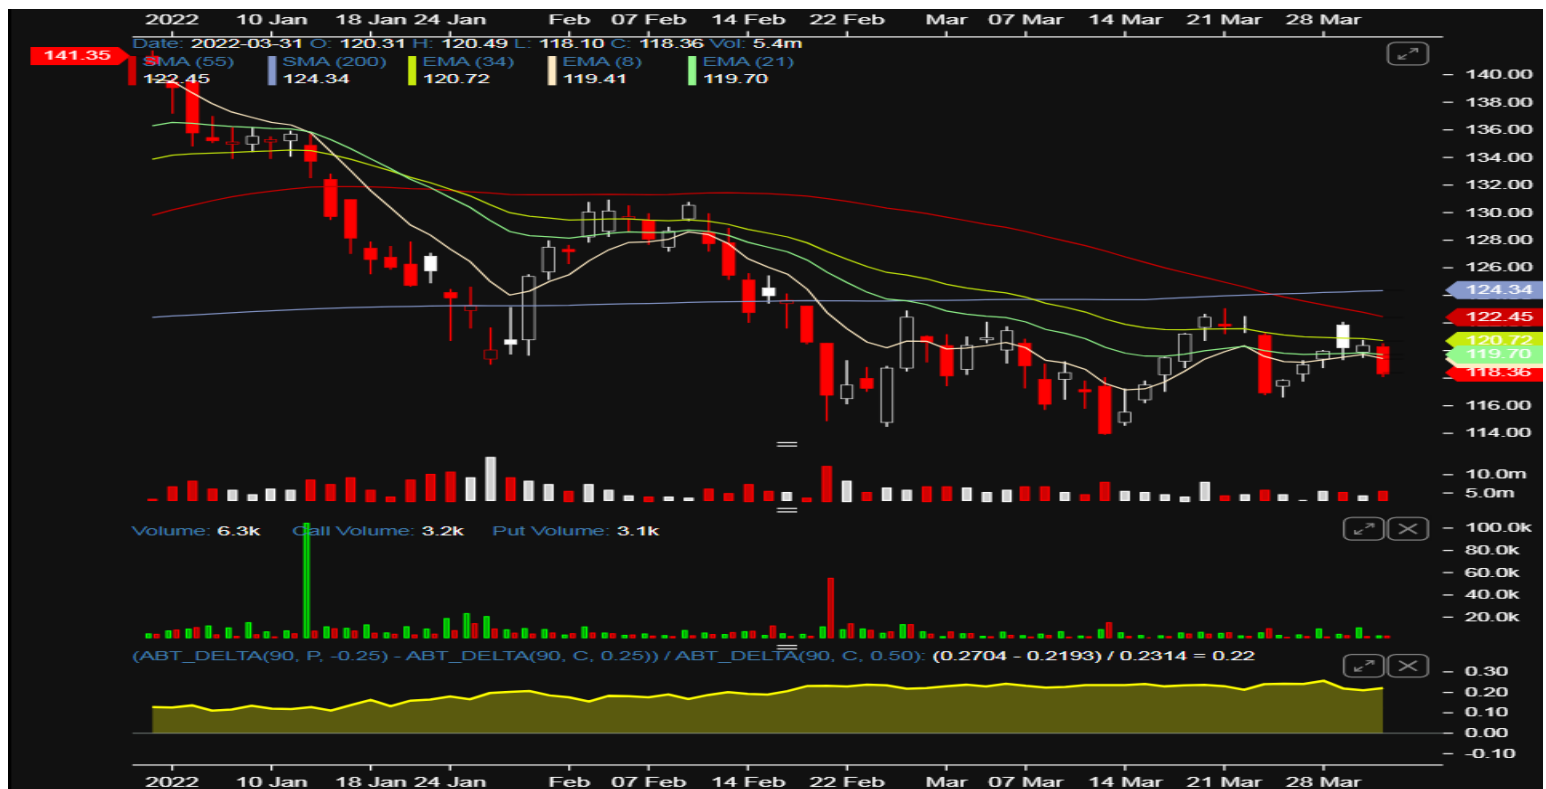 2022 10 Jan 18 Jan 24 Jan Feb 07 Feb 14 Feb 22 Feb Mar 07 Mar 14 Mar 21 Mar 28 Mar
Date: 2022-03-31 O: 120.31 H: 120.49 L: 118.10 C: 118.36 Vol: 5.4m
141.35
SMA (55) SMA (200) EMA (34) EMA (8) EMA (21)
122.45 124.34 120.72 119.41 119.70
140.00
138.00
136.00
134.00
132.00
130.00
128.00
126.00
124.34
122.45
120.72
119.70
118.36
116.00
114.00
10.0m
5.0m
Volume: 6.3k Call Volume: 3.2k Put Volume: 3.1k
100.0k
80.0k
60.0k
40.0k
20.0k
(ABT_DELTA(90, P, -0.25) - ABT_DELTA(90, C, 0.25)) / ABT_DELTA(90, C, 0.50): (0.2704 - 0.2193) / 0.2314 = 0.22
0.30
0.20
0.10
0.00
-0.10
2022 10 Jan 18 Jan 24 Jan Feb 07 Feb 14 Feb 22 Feb Mar 07 Mar 14 Mar 21 Mar 28 Mar